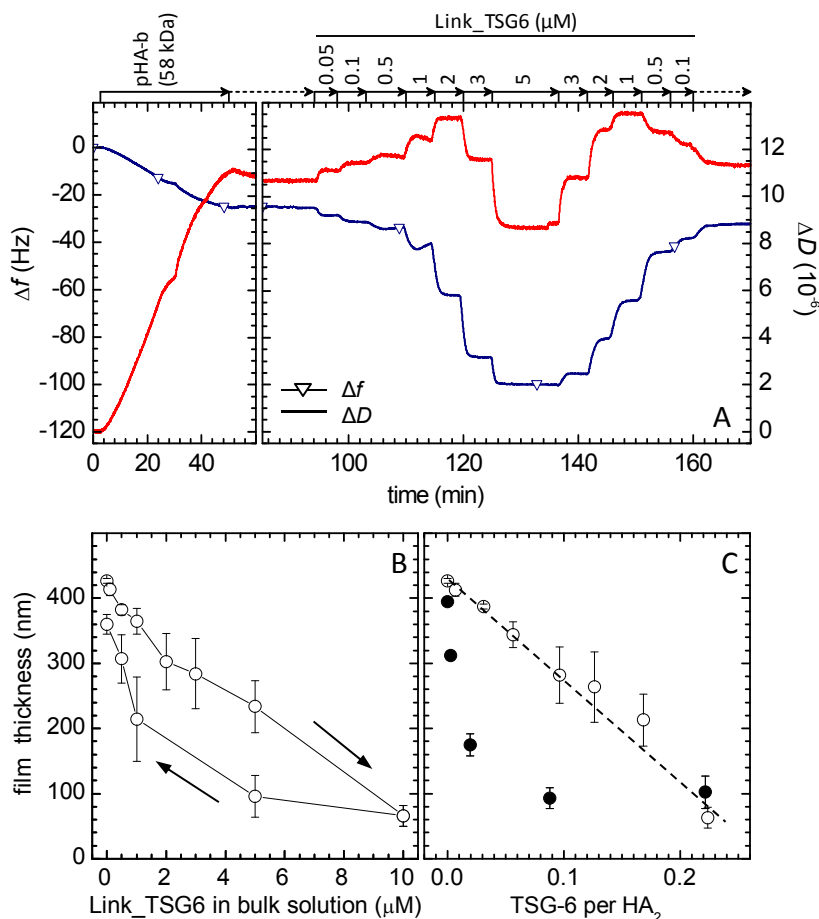 Link_TSG6 (μM)
pHA-b
(58 kDa)
0.05
0.1
0.5
1
2
3
5
3
2
1
0.5
0.1
0
-20
-40
-60
-80
-100
-120
Δf (Hz)
12
10
8
6
4
2
0
ΔD (10⁻⁶)
Δf
ΔD
A
0 20 40 100 120 140 160
time (min)
B
C
400
300
200
100
0
film thickness (nm)
0 2 4 6 8 10
0.0 0.1 0.2
Link_TSG6 in bulk solution (μM)
TSG-6 per HA₂